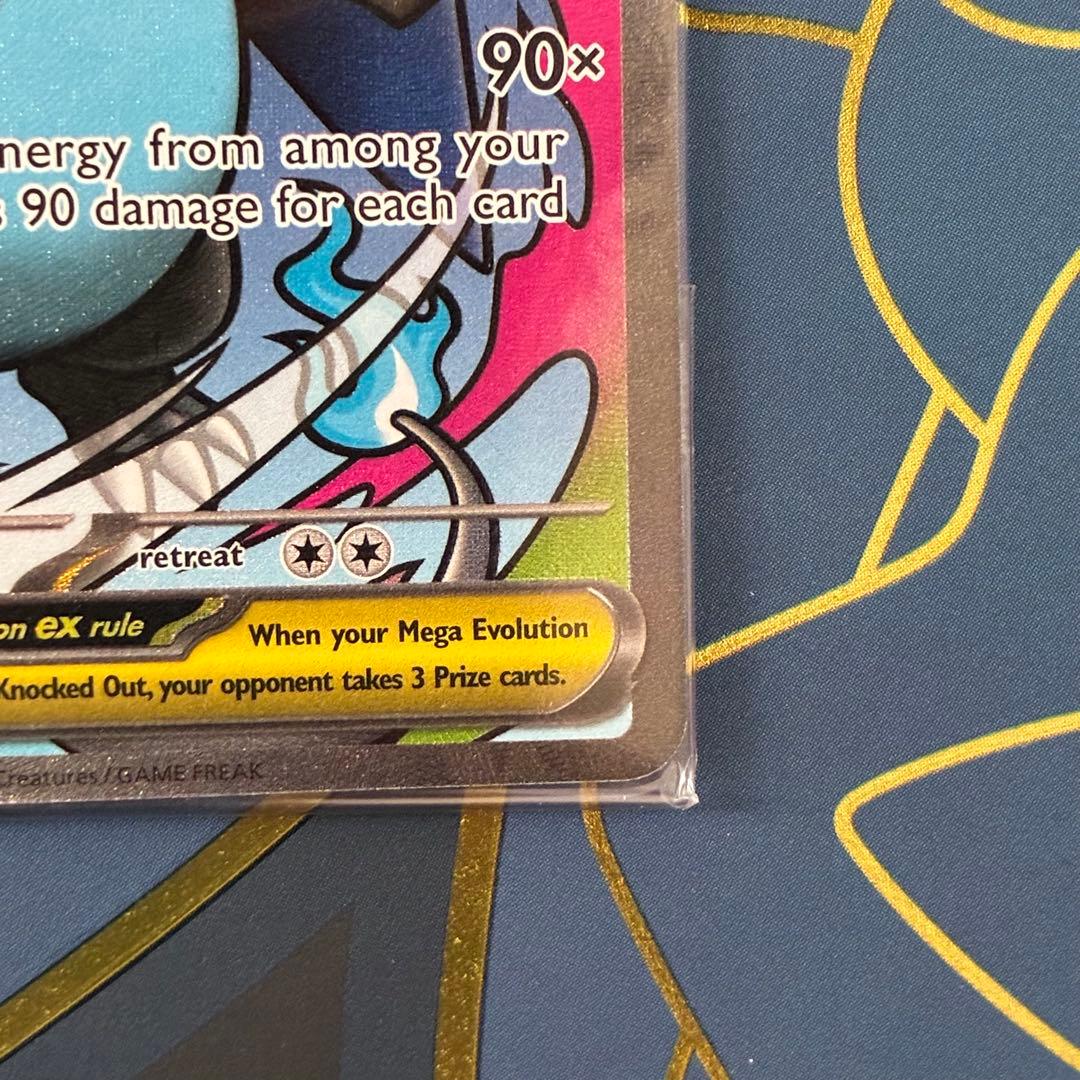 90×
nergy from among your
s 90 damage for each card
retreat
on ex rule
When your Mega Evolution
Knocked Out, your opponent takes 3 Prize cards.
Creatures / GAME FREAK